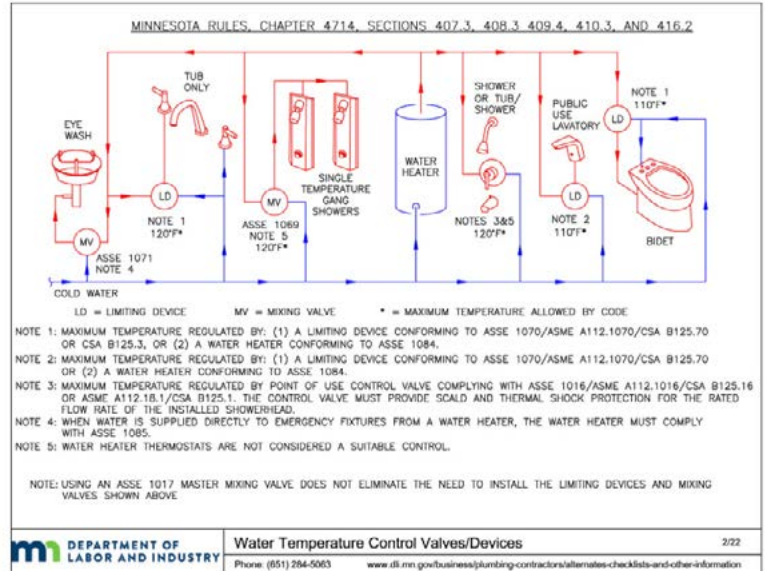 MINNESOTA RULES, CHAPTER 4714, SECTIONS 407.3, 408.3 409.4, 410.3, AND 416.2
EYE
WASH
TUB
ONLY
SINGLE
TEMPERATURE
GANG
SHOWERS
WATER
HEATER
SHOWER
OR TUB/
SHOWER
PUBLIC
USE
LAVATORY
NOTE 1
110°F*
LD
BIDET
LD
NOTE 1
120°F*
MV
ASSE 1069
NOTE 5
120°F*
NOTES 3&5
120°F*
LD
NOTE 2
110°F*
MV
ASSE 1071
NOTE 4
COLD WATER
LD = LIMITING DEVICE MV = MIXING VALVE * = MAXIMUM TEMPERATURE ALLOWED BY CODE
NOTE 1: MAXIMUM TEMPERATURE REGULATED BY: (1) A LIMITING DEVICE CONFORMING TO ASSE 1070/ASME A112.1070/CSA B125.70
OR CSA B125.3, OR (2) A WATER HEATER CONFORMING TO ASSE 1084.
NOTE 2: MAXIMUM TEMPERATURE REGULATED BY: (1) A LIMITING DEVICE CONFORMING TO ASSE 1070/ASME A112.1070/CSA B125.70
OR (2) A WATER HEATER CONFORMING TO ASSE 1084.
NOTE 3: MAXIMUM TEMPERATURE REGULATED BY POINT OF USE CONTROL VALVE COMPLYING WITH ASSE 1016/ASME A112.1016/CSA B125.16
OR ASME A112.18.1/CSA B125.1. THE CONTROL VALVE MUST PROVIDE SCALD AND THERMAL SHOCK PROTECTION FOR THE RATED
FLOW RATE OF THE INSTALLED SHOWERHEAD.
NOTE 4: WHEN WATER IS SUPPLIED DIRECTLY TO EMERGENCY FIXTURES FROM A WATER HEATER, THE WATER HEATER MUST COMPLY
WITH ASSE 1085.
NOTE 5: WATER HEATER THERMOSTATS ARE NOT CONSIDERED A SUITABLE CONTROL.
NOTE: USING AN ASSE 1017 MASTER MIXING VALVE DOES NOT ELIMINATE THE NEED TO INSTALL THE LIMITING DEVICES AND MIXING
VALVES SHOWN ABOVE
DEPARTMENT OF
LABOR AND INDUSTRY
Water Temperature Control Valves/Devices 2/22
Phone: (651) 284-5063 www.dli.mn.gov/business/plumbing-contractors/alternates-checklists-and-other-information